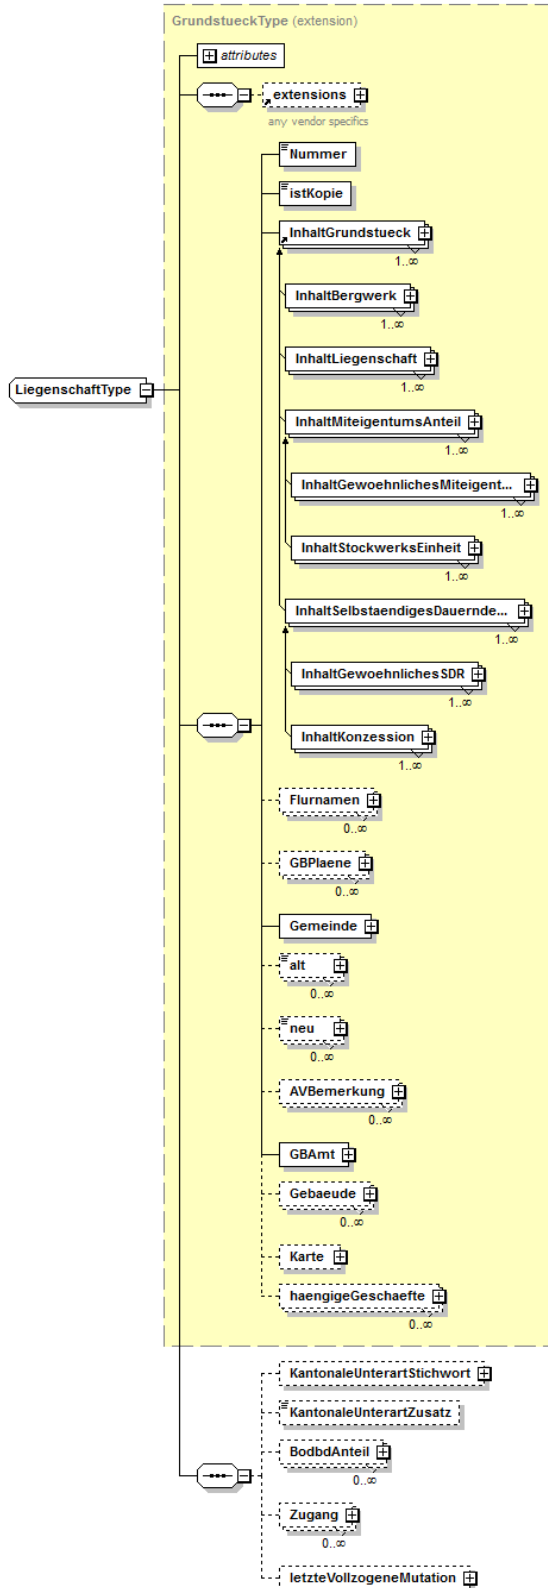 GrundstueckType (extension)
attributes
extensions
any vendor specifics
Nummer
istKopie
InhaltGrundstueck
1..∞
InhaltBergwerk
1..∞
InhaltLiegenschaft
1..∞
LiegenschaftType
InhaltMiteigentumsAnteil
1..∞
InhaltGewoehnlichesMiteigent...
1..∞
InhaltStockwerksEinheit
1..∞
InhaltSelbstaendigesDauernde...
1..∞
InhaltGewoehnlichesSDR
1..∞
InhaltKonzession
1..∞
Flurnamen
0..∞
GBPlaene
0..∞
Gemeinde
alt
0..∞
neu
0..∞
AVBemerkung
0..∞
GBAmt
Gebaeude
0..∞
Karte
haengigeGeschaefte
0..∞
KantonaleUnterartStichwort
KantonaleUnterartZusatz
BodbdAnteil
0..∞
Zugang
0..∞
letzteVollzogeneMutation